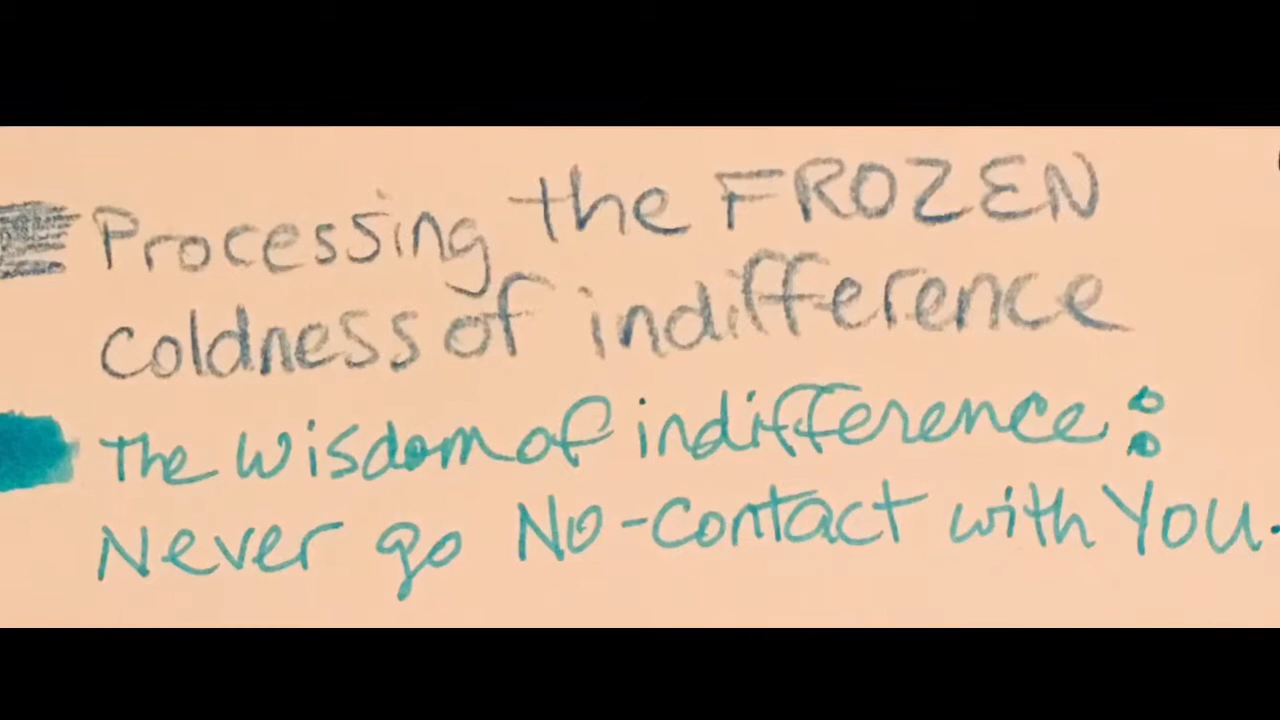 Processing the FROZEN
coldness of indifference
The Wisdom of indifference:
Never go No-contact with You.